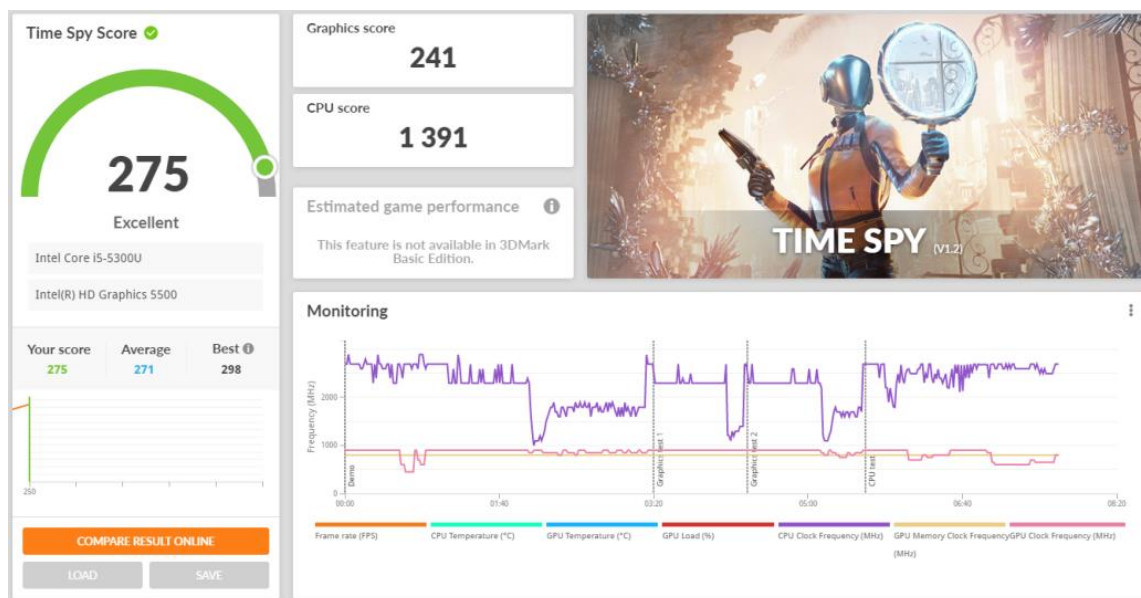 Time Spy Score
275
Excellent
Intel Core i5-5300U
Intel(R) HD Graphics 5500
Your score
Average
Best
275
271
298
250
COMPARE RESULT ONLINE
LOAD
SAVE
Graphics score
241
CPU score
1 391
Estimated game performance
This feature is not available in 3DMark
Basic Edition.
TIME SPY (V1.2)
Monitoring
Frequency (MHz)
2000
1000
0
Demo
Graphics test 1
Graphics test 2
CPU test
00:00
01:40
03:20
05:00
06:40
08:20
Frame rate (FPS)
CPU Temperature (°C)
GPU Temperature (°C)
GPU Load (%)
CPU Clock Frequency (MHz)
GPU Memory Clock Frequency
(MHz)
GPU Clock Frequency (MHz)